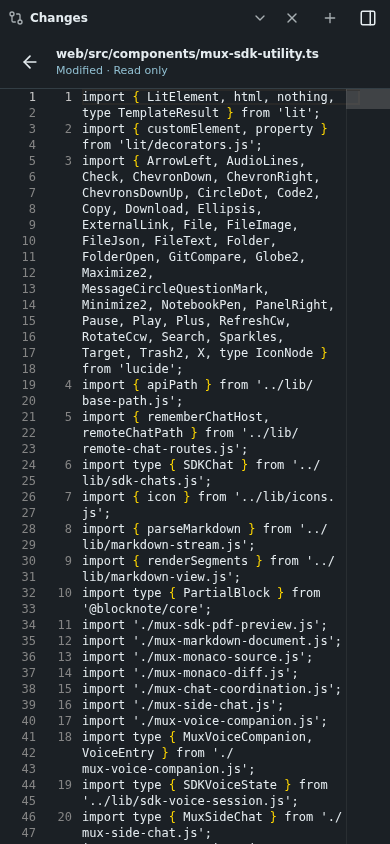 Changes
web/src/components/mux-sdk-utility.ts
Modified · Read only
1 1 import { LitElement, html, nothing,
2 type TemplateResult } from 'lit';
3 2 import { customElement, property }
4 from 'lit/decorators.js';
5 3 import { ArrowLeft, AudioLines,
6 Check, ChevronDown, ChevronRight,
7 ChevronsDownUp, CircleDot, Code2,
8 Copy, Download, Ellipsis,
9 ExternalLink, File, FileImage,
10 FileJson, FileText, Folder,
11 FolderOpen, GitCompare, Globe2,
12 Maximize2,
13 MessageCircleQuestionMark,
14 Minimize2, NotebookPen, PanelRight,
15 Pause, Play, Plus, RefreshCw,
16 RotateCcw, Search, Sparkles,
17 Target, Trash2, X, type IconNode }
18 from 'lucide';
19 4 import { apiPath } from '../lib/
20 base-path.js';
21 5 import { rememberChatHost,
22 remoteChatPath } from '../lib/
23 remote-chat-routes.js';
24 6 import type { SDKChat } from '../
25 lib/sdk-chats.js';
26 7 import { icon } from '../lib/icons.
27 js';
28 8 import { parseMarkdown } from '../
29 lib/markdown-stream.js';
30 9 import { renderSegments } from '../
31 lib/markdown-view.js';
32 10 import type { PartialBlock } from
33 '@blocknote/core';
34 11 import './mux-sdk-pdf-preview.js';
35 12 import './mux-markdown-document.js';
36 13 import './mux-monaco-source.js';
37 14 import './mux-monaco-diff.js';
38 15 import './mux-chat-coordination.js';
39 16 import './mux-side-chat.js';
40 17 import './mux-voice-companion.js';
41 18 import type { MuxVoiceCompanion,
42 VoiceEntry } from './
43 mux-voice-companion.js';
44 19 import type { SDKVoiceState } from
45 '../lib/sdk-voice-session.js';
46 20 import type { MuxSideChat } from './
47 mux-side-chat.js';